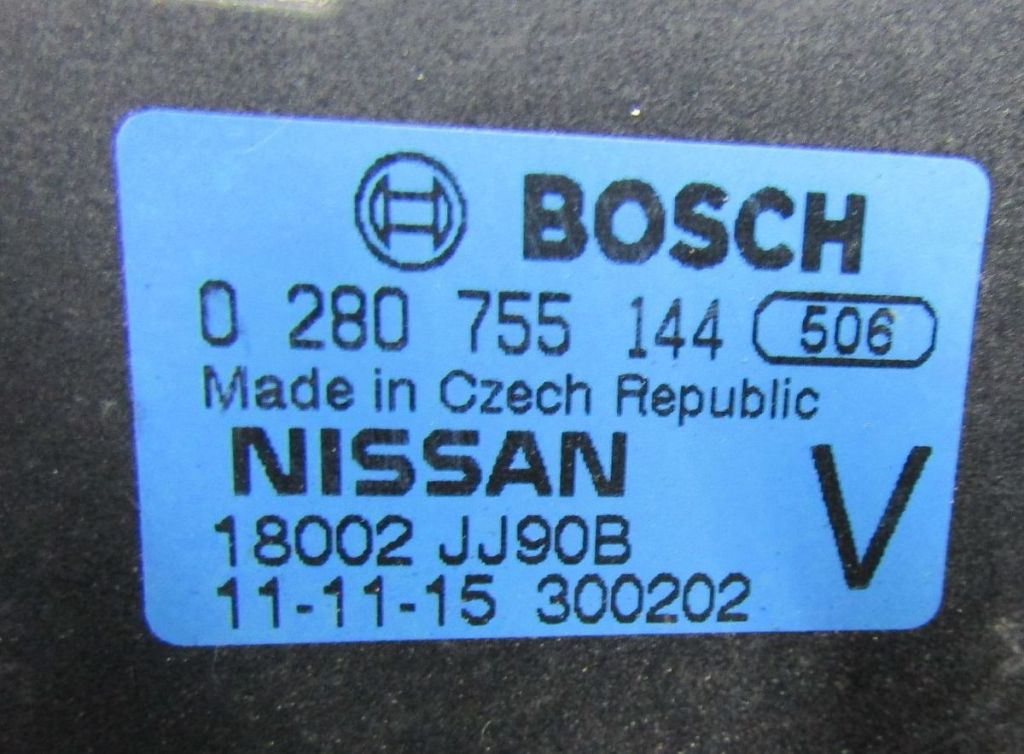 BOSCH
0 280 755 144 506
Made in Czech Republic
NISSAN
18002 JJ90B V
11-11-15 300202